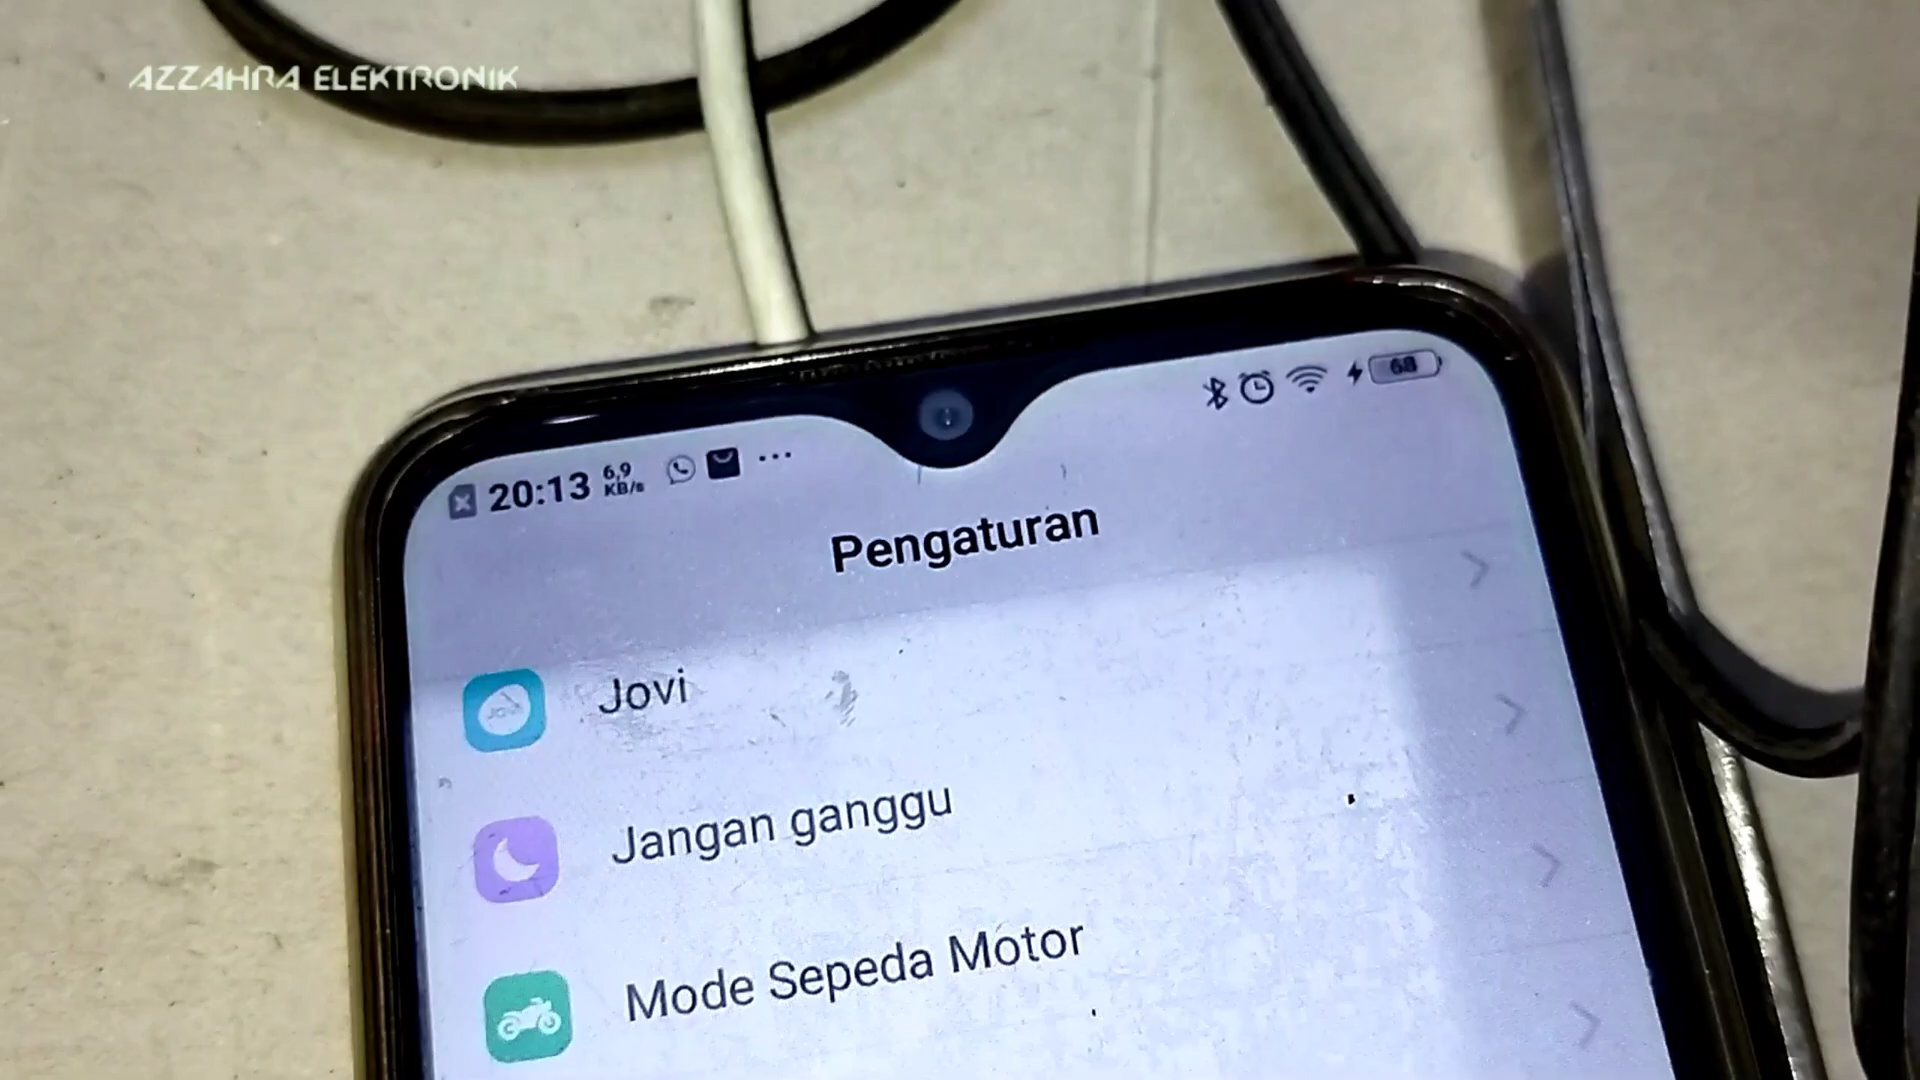 AZZAHRA ELEKTRONIK
20:13 6,9 KB/s 68
Pengaturan
Jovi
Jangan ganggu
Mode Sepeda Motor